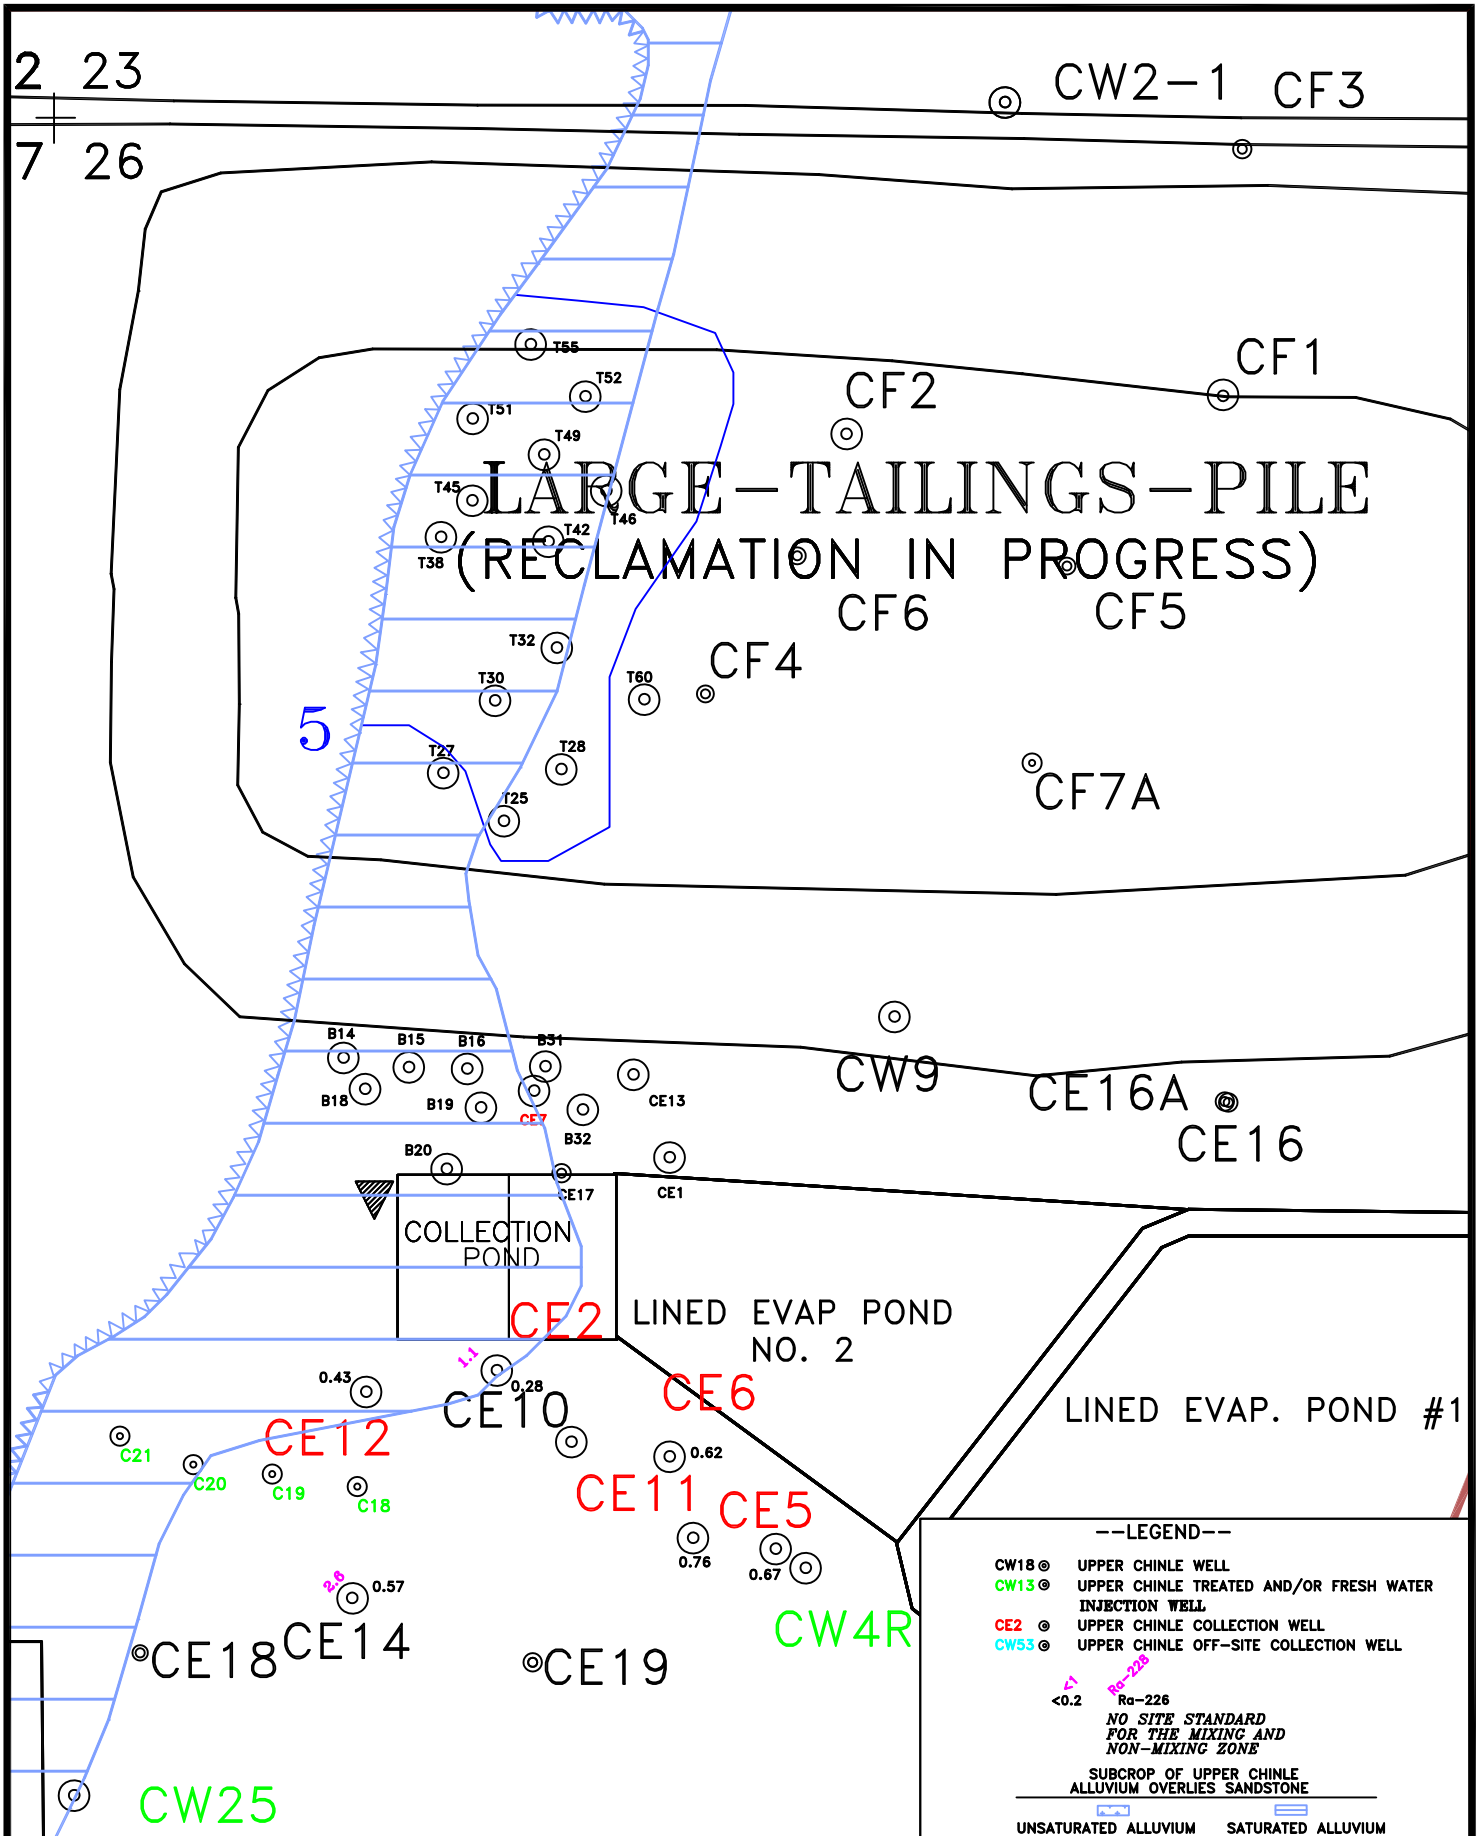 2 23
CW2-1 CF3
7 26
CF1
T55
T52
CF2
T51
T49
LARGE-TAILINGS-PILE
T45
T46
T42
(RECLAMATION IN PROGRESS)
T38
CF6
CF5
T32
CF4
T30
T60
5
T27
T28
CF7A
T25
B14
B15
B16
B31
CW9
CE16A
B18
B19
CE7
CE13
B32
CE16
B20
CE17
CE1
COLLECTION
POND
CE2
LINED EVAP POND
NO. 2
1.1
0.43
0.28
CE10
CE6
LINED EVAP. POND #1
CE12
C21
0.62
C20
C19
C18
CE11
CE5
0.76
0.67
2.6
0.57
CE14
CW4R
CE18
CE19
CW25
--LEGEND--
CW18 UPPER CHINLE WELL
CW13 UPPER CHINLE TREATED AND/OR FRESH WATER
INJECTION WELL
CE2 UPPER CHINLE COLLECTION WELL
CW53 UPPER CHINLE OFF-SITE COLLECTION WELL
<1 Ra-228
<0.2 Ra-226
NO SITE STANDARD
FOR THE MIXING AND
NON-MIXING ZONE
SUBCROP OF UPPER CHINLE
ALLUVIUM OVERLIES SANDSTONE
UNSATURATED ALLUVIUM SATURATED ALLUVIUM